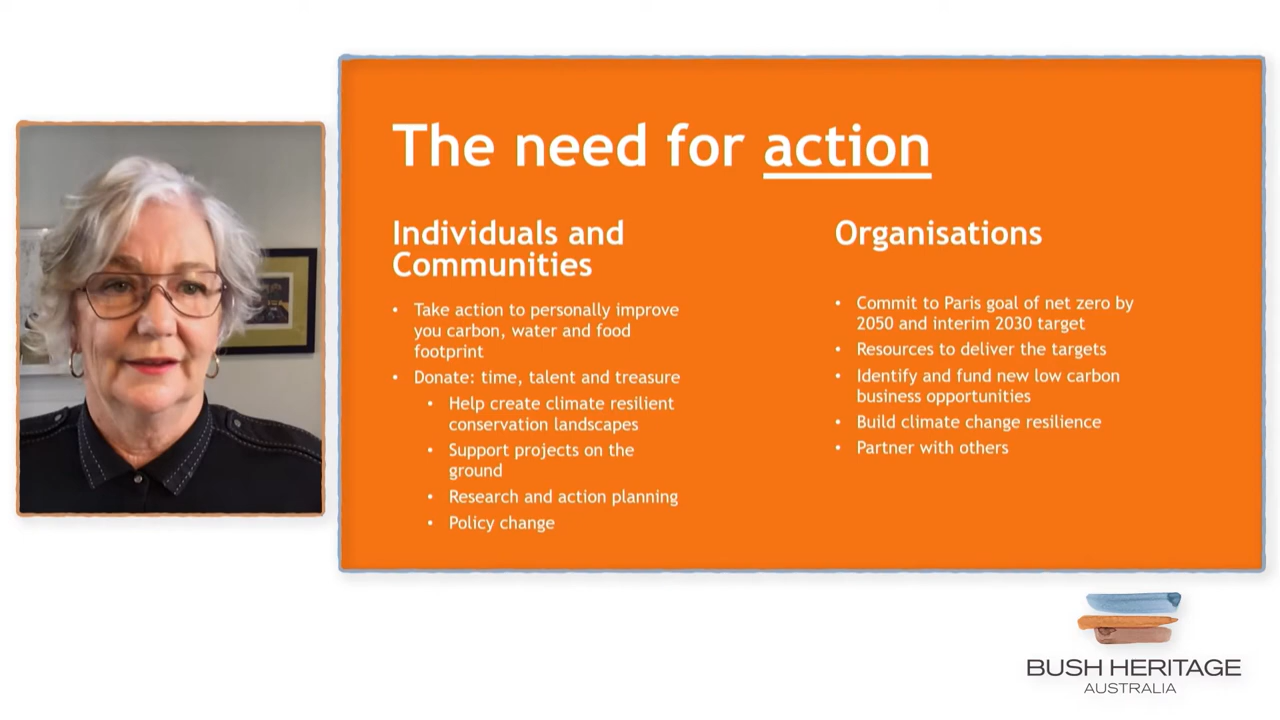 The need for action
Individuals and
Communities
• Take action to personally improve
you carbon, water and food
footprint
• Donate: time, talent and treasure
• Help create climate resilient
conservation landscapes
• Support projects on the
ground
• Research and action planning
• Policy change
Organisations
• Commit to Paris goal of net zero by
2050 and interim 2030 target
• Resources to deliver the targets
• Identify and fund new low carbon
business opportunities
• Build climate change resilience
• Partner with others
BUSH HERITAGE
AUSTRALIA